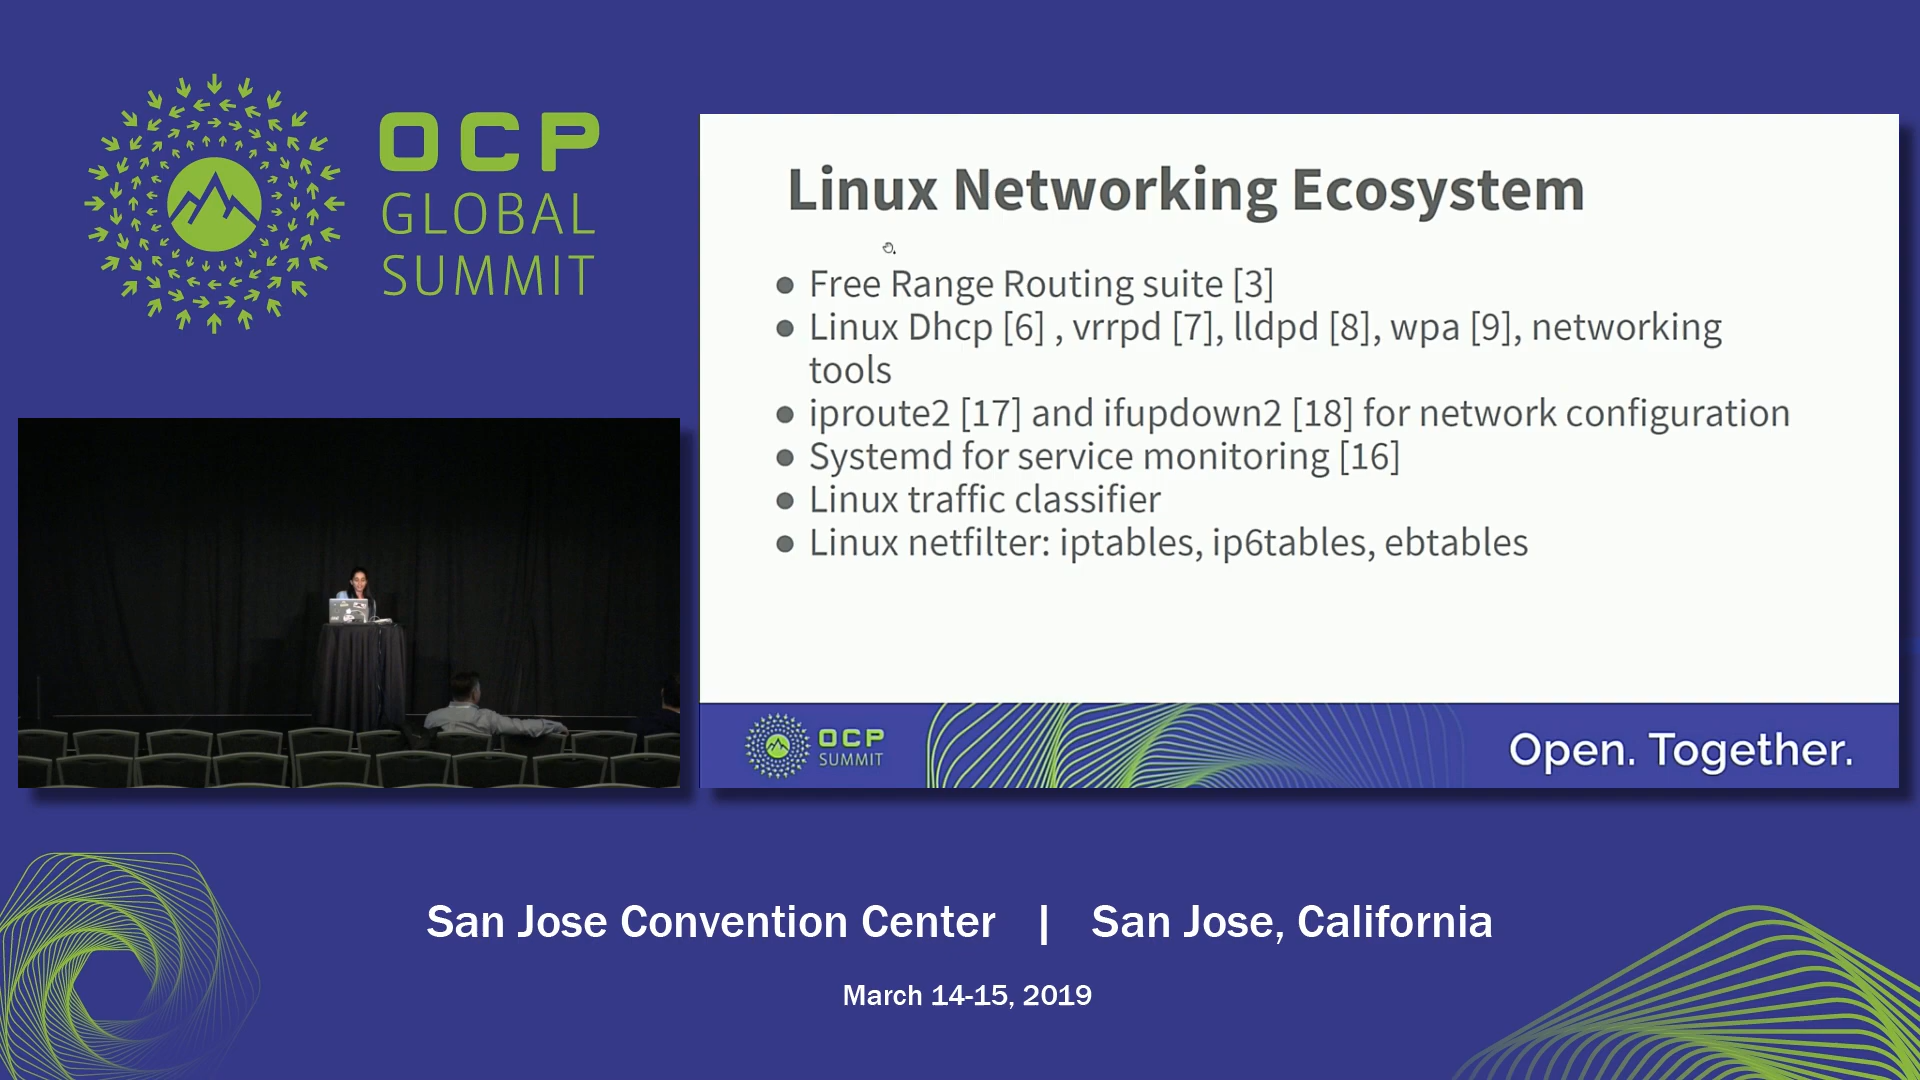 OCP
GLOBAL
SUMMIT
Linux Networking Ecosystem
● Free Range Routing suite [3]
● Linux Dhcp [6] , vrrpd [7], lldpd [8], wpa [9], networking
tools
● iproute2 [17] and ifupdown2 [18] for network configuration
● Systemd for service monitoring [16]
● Linux traffic classifier
● Linux netfilter: iptables, ip6tables, ebtables
OCP
SUMMIT
Open. Together.
San Jose Convention Center | San Jose, California
March 14-15, 2019